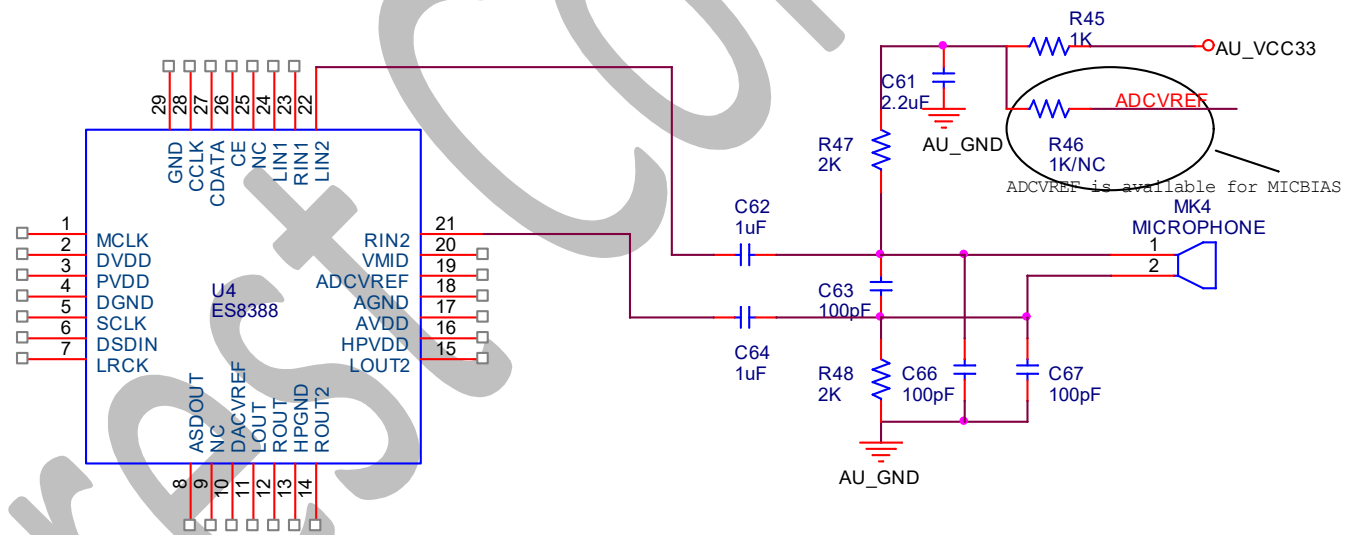 R45
1K
AU_VCC33
C61
2.2uF
ADCVREF
AU_GND
R46
1K/NC
ADCVREF is available for MICBIAS
R47
2K
MK4
MICROPHONE
1
2
C62
1uF
C63
100pF
C64
1uF
R48
2K
C66
100pF
C67
100pF
AU_GND
29
28
27
26
25
24
23
22
GND
CCLK
CDATA
CE
NC
LIN1
RIN1
LIN2
1
MCLK
2
DVDD
3
PVDD
4
DGND
5
SCLK
6
DSDIN
7
LRCK
U4
ES8388
21
RIN2
20
VMID
19
ADCVREF
18
AGND
17
AVDD
16
HPVDD
15
LOUT2
ASDOUT
NC
DACVREF
LOUT
ROUT
HPGND
ROUT2
8
9
10
11
12
13
14